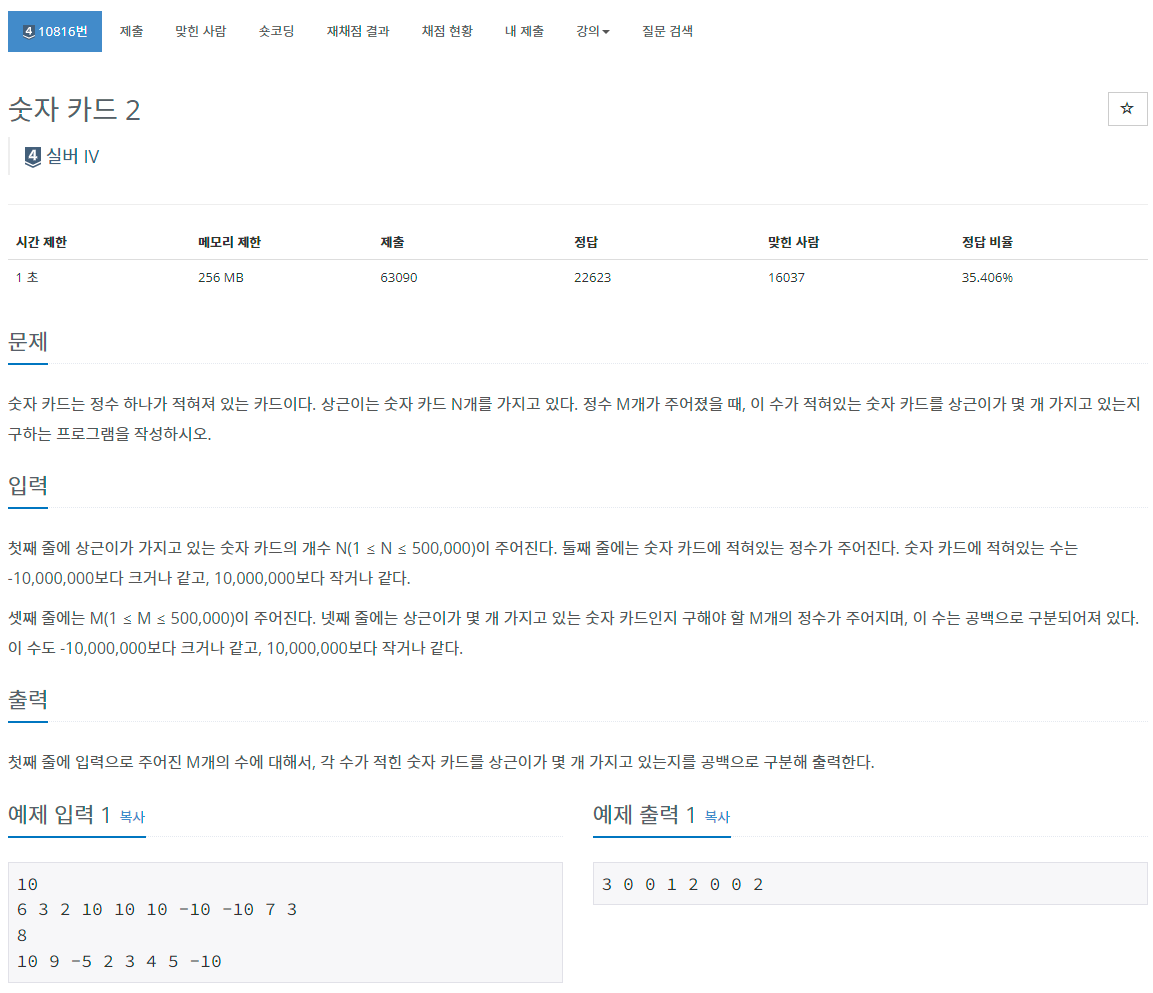 4 10816번 제출 맞힌 사람 숏코딩 재채점 결과 채점 현황 내 제출 강의 질문 검색
숫자 카드 2
4 실버 IV
시간 제한 메모리 제한 제출 정답 맞힌 사람 정답 비율
1 초 256 MB 63090 22623 16037 35.406%
문제
숫자 카드는 정수 하나가 적혀져 있는 카드이다. 상근이는 숫자 카드 N개를 가지고 있다. 정수 M개가 주어졌을 때, 이 수가 적혀있는 숫자 카드를 상근이가 몇 개 가지고 있는지
구하는 프로그램을 작성하시오.
입력
첫째 줄에 상근이가 가지고 있는 숫자 카드의 개수 N(1 ≤ N ≤ 500,000)이 주어진다. 둘째 줄에는 숫자 카드에 적혀있는 정수가 주어진다. 숫자 카드에 적혀있는 수는
-10,000,000보다 크거나 같고, 10,000,000보다 작거나 같다.
셋째 줄에는 M(1 ≤ M ≤ 500,000)이 주어진다. 넷째 줄에는 상근이가 몇 개 가지고 있는 숫자 카드인지 구해야 할 M개의 정수가 주어지며, 이 수는 공백으로 구분되어져 있다.
이 수도 -10,000,000보다 크거나 같고, 10,000,000보다 작거나 같다.
출력
첫째 줄에 입력으로 주어진 M개의 수에 대해서, 각 수가 적힌 숫자 카드를 상근이가 몇 개 가지고 있는지를 공백으로 구분해 출력한다.
예제 입력 1 복사
10
6 3 2 10 10 10 -10 -10 7 3
8
10 9 -5 2 3 4 5 -10
예제 출력 1 복사
3 0 0 1 2 0 0 2